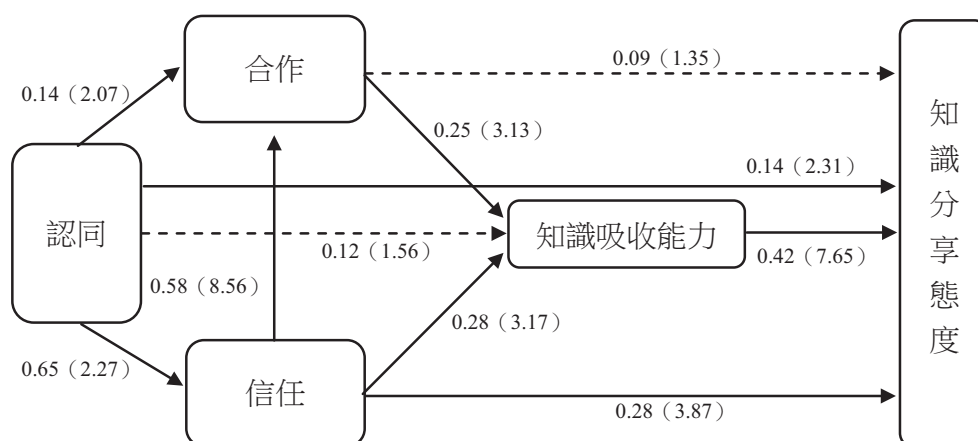 合作
0.09（1.35）
0.14（2.07）
0.25（3.13）
知識分享態度
0.14（2.31）
認同
知識吸收能力
0.12（1.56）
0.42（7.65）
0.58（8.56）
0.28（3.17）
0.65（2.27）
信任
0.28（3.87）